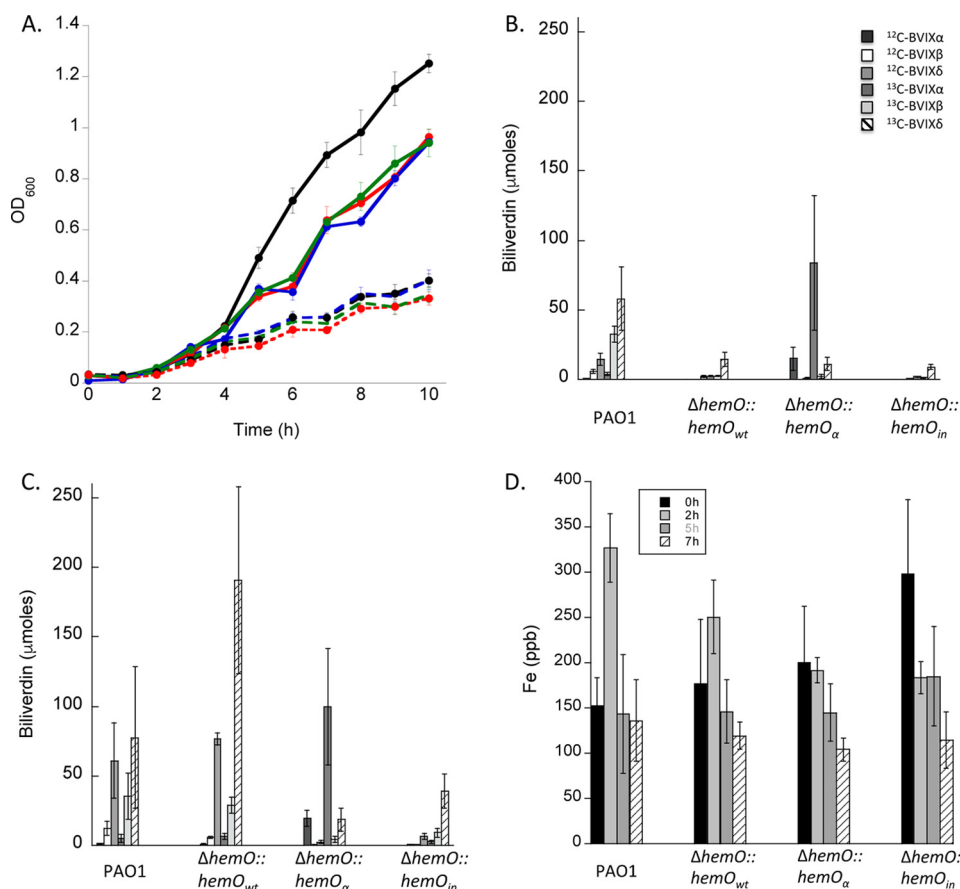 A.
1.4
1.2
1
0.8
0.6
0.4
0.2
0
OD600
0 2 4 6 8 10
Time (h)
B.
250
200
150
100
50
0
Biliverdin (μmoles)
12C-BVIXα
12C-BVIXβ
12C-BVIXδ
13C-BVIXα
13C-BVIXβ
13C-BVIXδ
PAO1 ΔhemO:: ΔhemO:: ΔhemO::
hemOwt hemOα hemOin
C.
250
200
150
100
50
0
Biliverdin (μmoles)
PAO1 ΔhemO:: ΔhemO:: ΔhemO::
hemOwt hemOα hemOin
D.
400
350
300
250
200
150
100
50
0
Fe (ppb)
0h
2h
5h
7h
PAO1 ΔhemO:: ΔhemO:: ΔhemO::
hemOwt hemOα hemOin